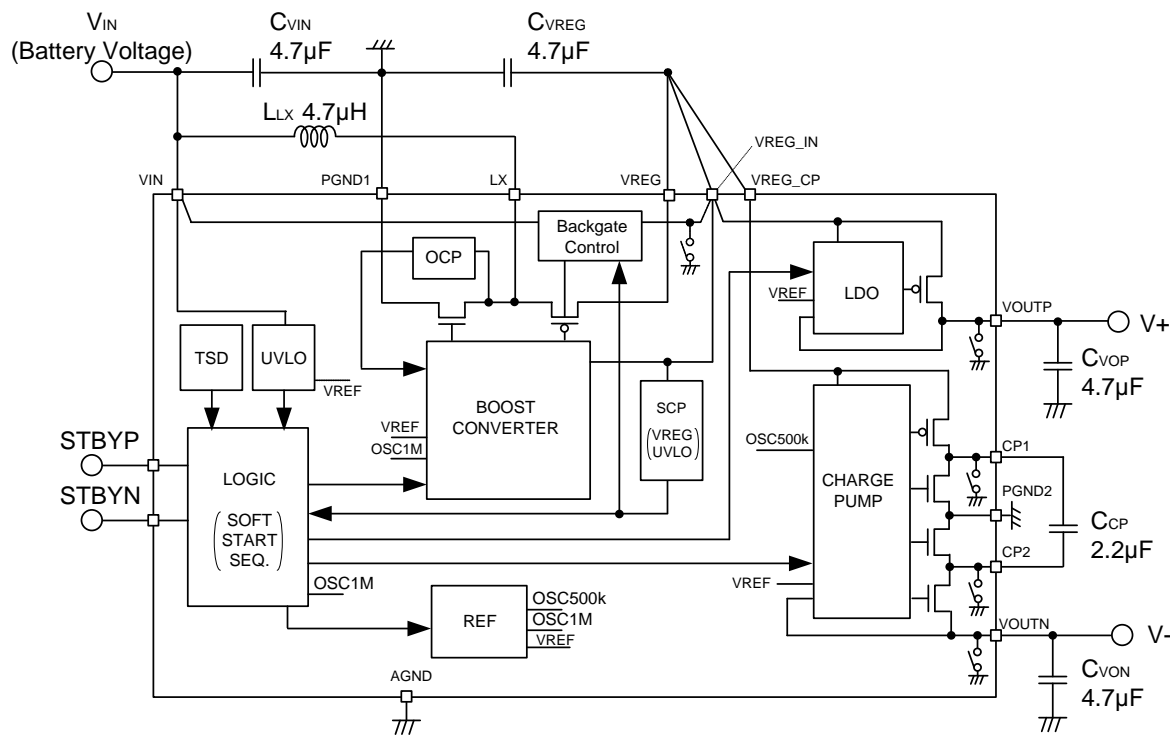 VIN
(Battery Voltage)
CVIN
4.7µF
CVREG
4.7µF
LLX 4.7µH
VREG_IN
VIN
PGND1
LX
VREG
VREG_CP
Backgate
Control
OCP
LDO
VREF
VOUTP
V+
CVOP
4.7µF
TSD
UVLO
VREF
BOOST
CONVERTER
VREF
OSC1M
SCP
(VREG
UVLO)
OSC500k
CHARGE
PUMP
CP1
PGND2
CCP
2.2µF
CP2
STBYP
STBYN
LOGIC
(SOFT
START
SEQ.)
OSC1M
VREF
REF
OSC500k
OSC1M
VREF
VOUTN
V-
CVON
4.7µF
AGND